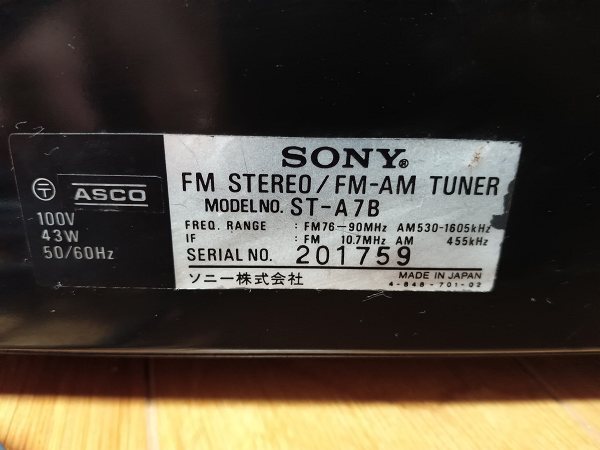 SONY®
FM STEREO/FM-AM TUNER
MODEL NO. ST-A7B
FREQ. RANGE : FM76-90MHz AM530-1605kHz
IF : FM 10.7MHz AM 455kHz
SERIAL NO. 201759
ソニー株式会社 MADE IN JAPAN
4-848-701-02
〒 ASCO
100V
43W
50/60Hz